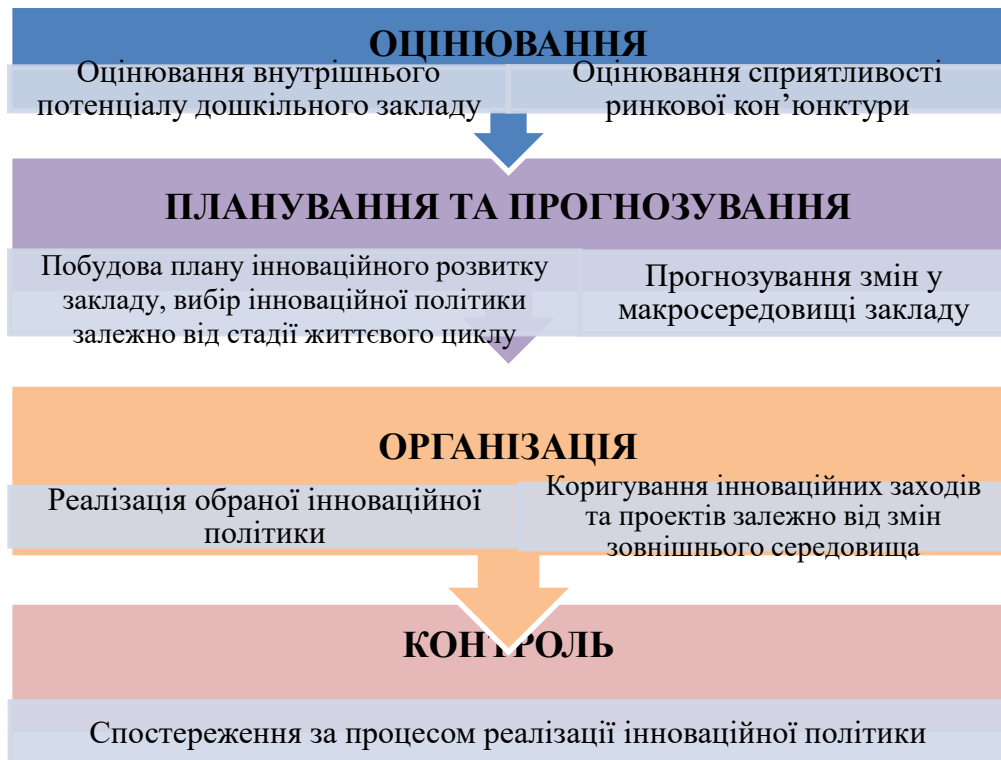 ОЦІНЮВАННЯ
Оцінювання внутрішнього
потенціалу дошкільного закладу
Оцінювання сприятливості
ринкової кон’юнктури
ПЛАНУВАННЯ ТА ПРОГНОЗУВАННЯ
Побудова плану інноваційного розвитку
закладу, вибір інноваційної політики
залежно від стадії життєвого циклу
Прогнозування змін у
макросередовищі закладу
ОРГАНІЗАЦІЯ
Реалізація обраної інноваційної
політики
Коригування інноваційних заходів
та проектів залежно від змін
зовнішнього середовища
КОНТРОЛЬ
Спостереження за процесом реалізації інноваційної політики